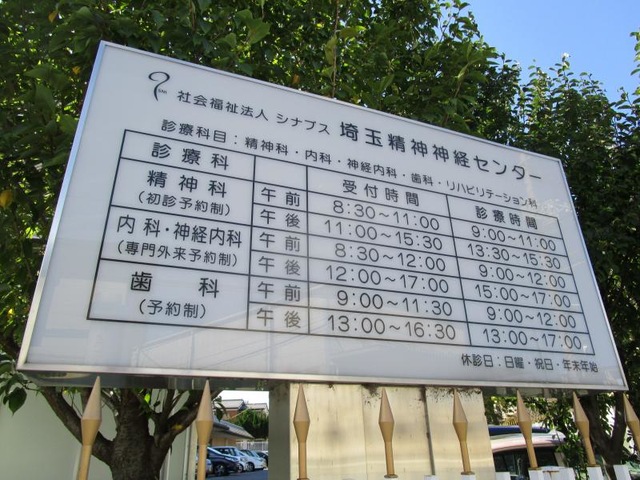 社会福祉法人 シナプス 埼玉精神神経センター
診療科目：精神科・内科・神経内科・歯科・リハビリテーション科
診療科 受付時間 診療時間
精神科 (初診予約制) 午前 8:30～11:00 9:00～11:00
午後 11:00～15:30 13:30～15:30
内科・神経内科 (専門外来予約制) 午前 8:30～12:00 9:00～12:00
午後 12:00～17:00 15:00～17:00
歯科 (予約制) 午前 9:00～11:30 9:00～12:00
午後 13:00～16:30 13:00～17:00
休診日：日曜・祝日・年末年始